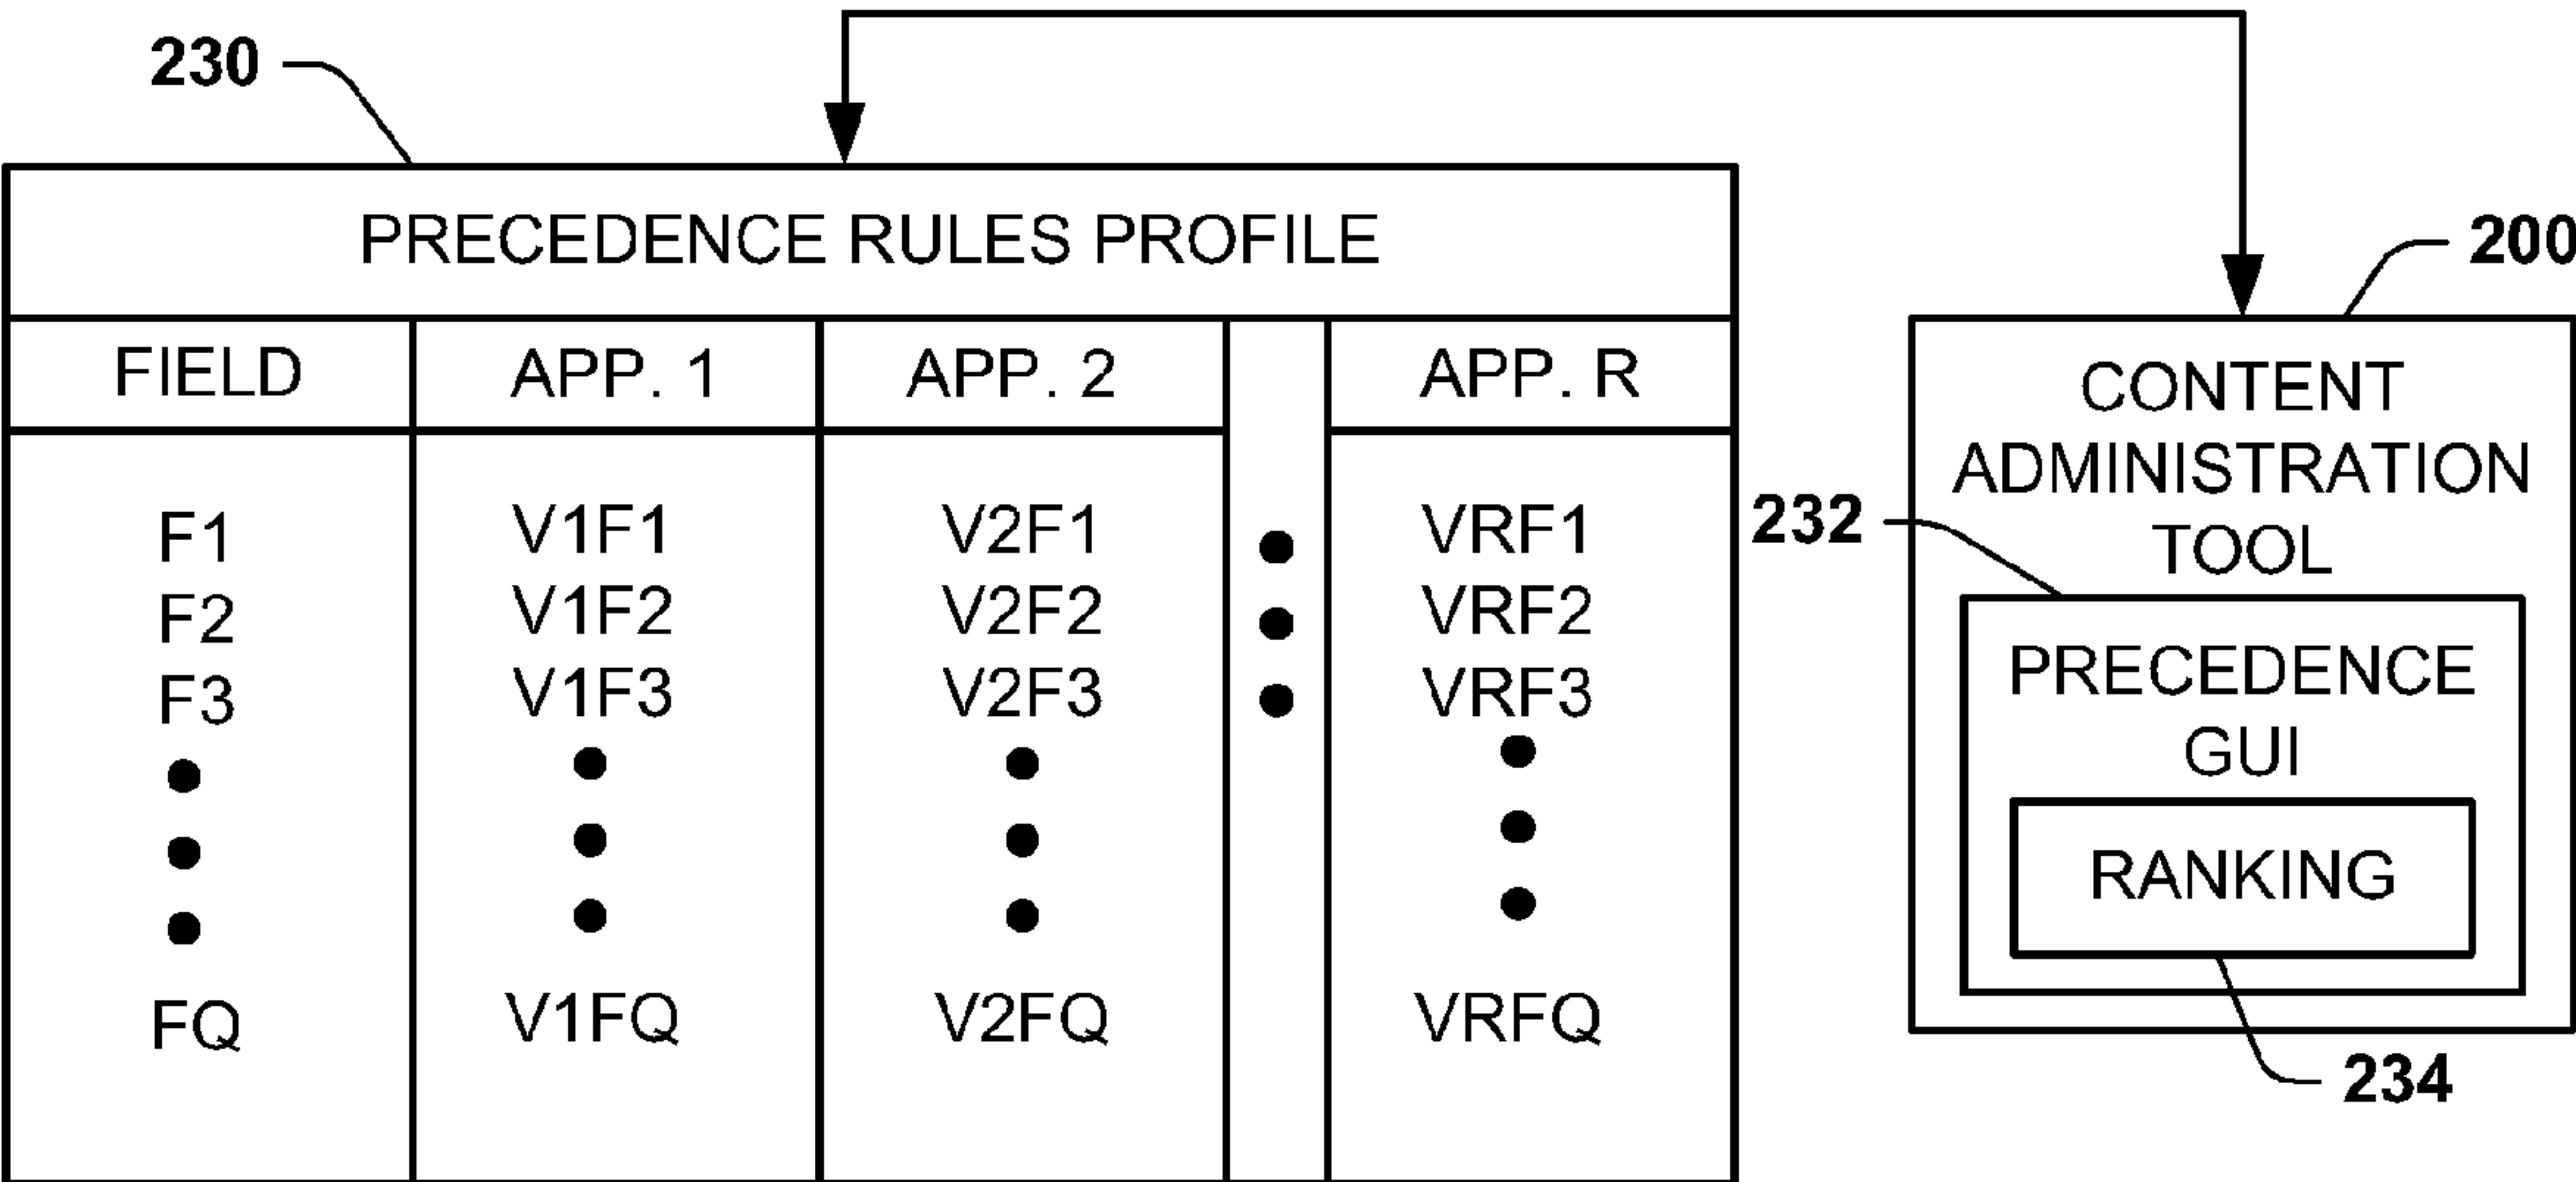 230
PRECEDENCE RULES PROFILE
FIELD APP. 1 APP. 2 APP. R
F1 V1F1 V2F1 VRF1
F2 V1F2 V2F2 VRF2
F3 V1F3 V2F3 VRF3
FQ V1FQ V2FQ VRFQ
200
CONTENT
ADMINISTRATION
TOOL
232
PRECEDENCE
GUI
RANKING
234